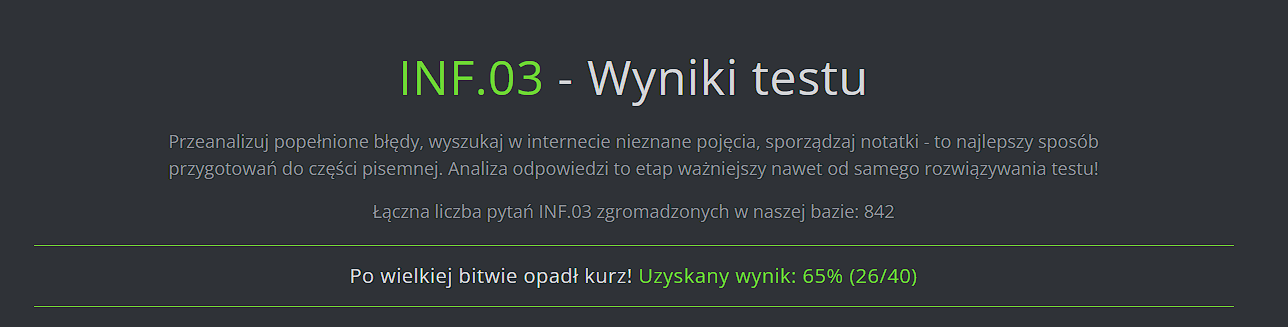 INF.03 - Wyniki testu
Przeanalizuj popełnione błędy, wyszukaj w internecie nieznane pojęcia, sporządzaj notatki - to najlepszy sposób
przygotowań do części pisemnej. Analiza odpowiedzi to etap ważniejszy nawet od samego rozwiązywania testu!
Łączna liczba pytań INF.03 zgromadzonych w naszej bazie: 842
Po wielkiej bitwie opadł kurz! Uzyskany wynik: 65% (26/40)